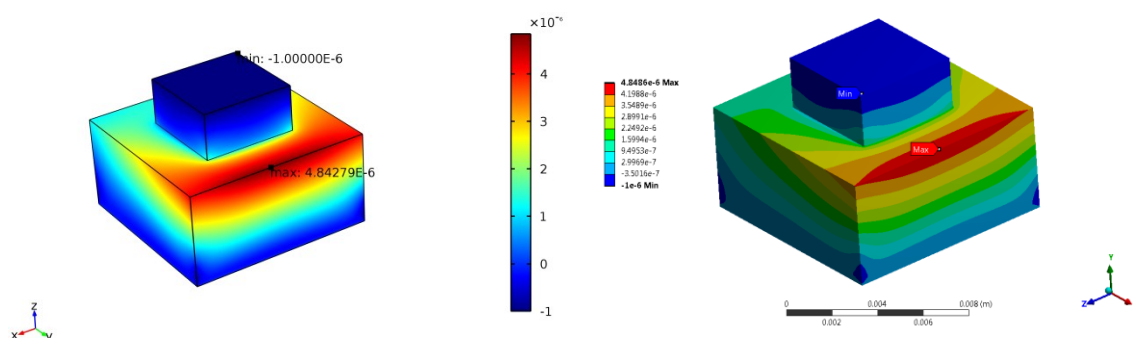 min: -1.00000E-6
max: 4.84279E-6
z
x
y
×10⁻⁶
4
3
2
1
0
-1
4.8486e-6 Max
4.1988e-6
3.5489e-6
2.8991e-6
2.2492e-6
1.5994e-6
9.4953e-7
2.9969e-7
-3.5016e-7
-1e-6 Min
Min
Max
0 0.004 0.008 (m)
0.002 0.006
Y
Z